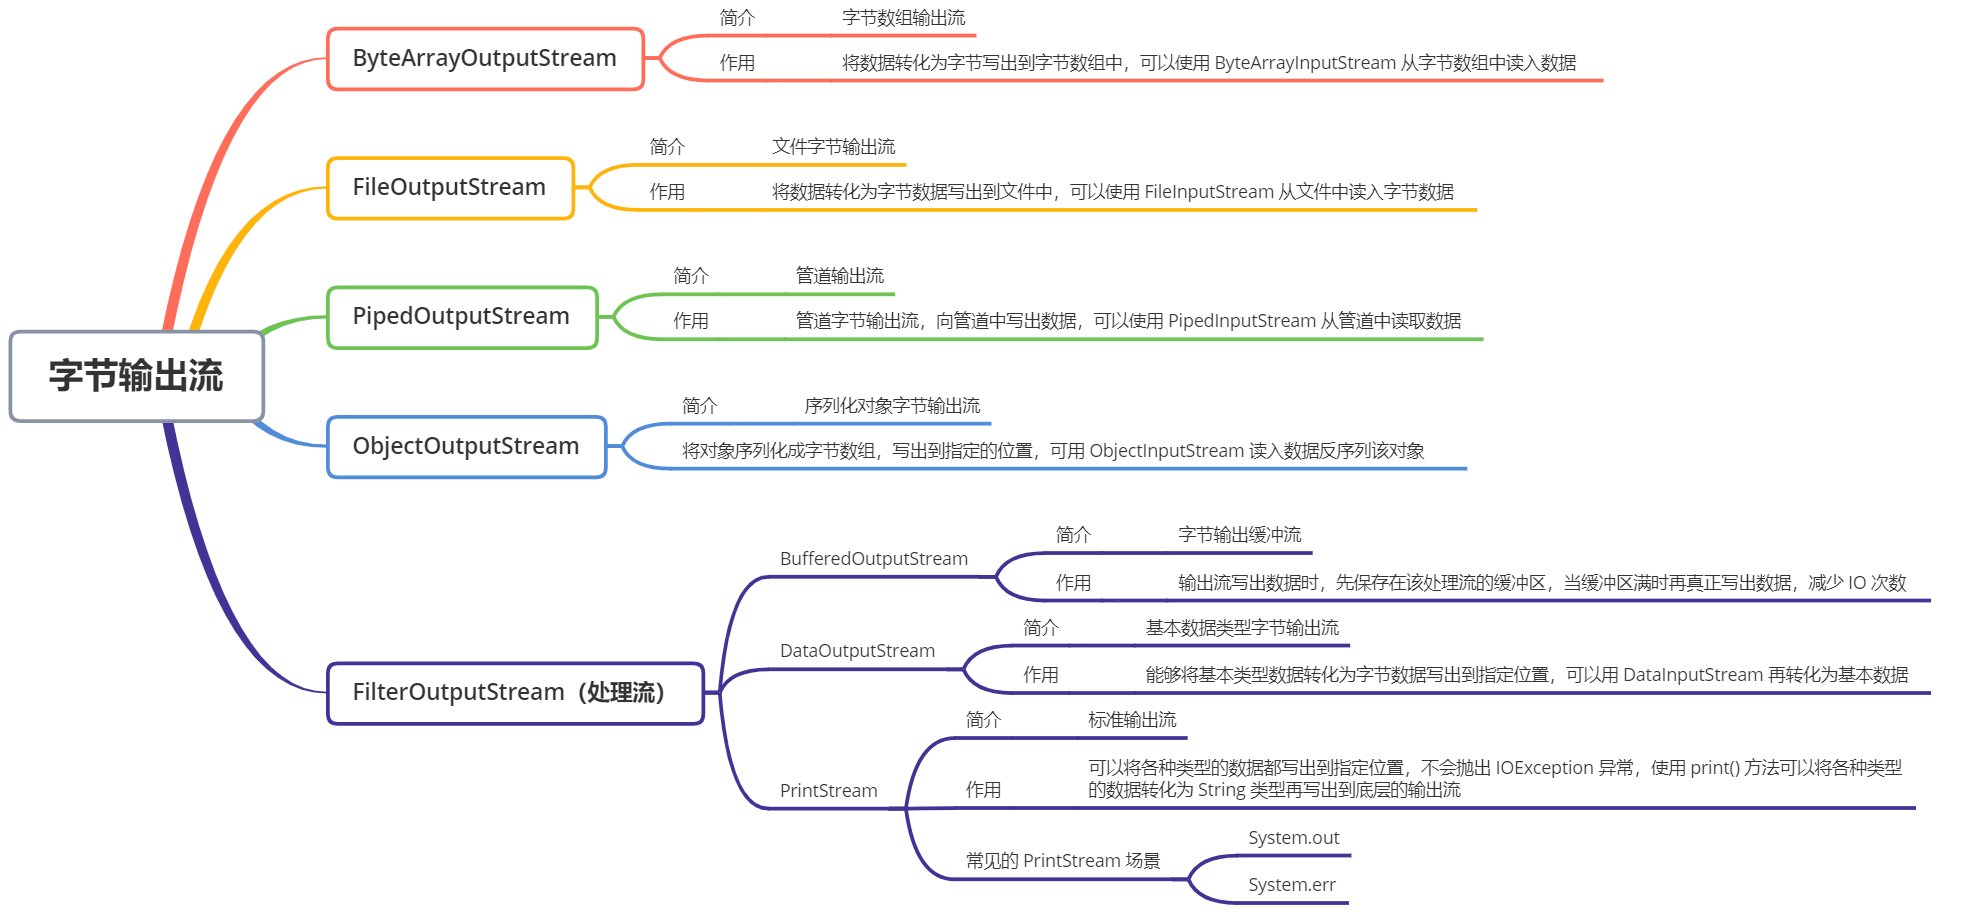 字节输出流
ByteArrayOutputStream
简介 字节数组输出流
作用 将数据转化为字节写出到字节数组中，可以使用 ByteArrayInputStream 从字节数组中读入数据
FileOutputStream
简介 文件字节输出流
作用 将数据转化为字节数据写出到文件中，可以使用 FileInputStream 从文件中读入字节数据
PipedOutputStream
简介 管道输出流
作用 管道字节输出流，向管道中写出数据，可以使用 PipedInputStream 从管道中读取数据
ObjectOutputStream
简介 序列化对象字节输出流
将对象序列化成字节数组，写出到指定的位置，可用 ObjectInputStream 读入数据反序列该对象
FilterOutputStream（处理流）
BufferedOutputStream
简介 字节输出缓冲流
作用 输出流写出数据时，先保存在该处理流的缓冲区，当缓冲区满时再真正写出数据，减少 IO 次数
DataOutputStream
简介 基本数据类型字节输出流
作用 能够将基本类型数据转化为字节数据写出到指定位置，可以用 DataInputStream 再转化为基本数据
PrintStream
简介 标准输出流
作用 可以将各种类型的数据都写出到指定位置，不会抛出 IOException 异常，使用 print() 方法可以将各种类型
的数据转化为 String 类型再写出到底层的输出流
常见的 PrintStream 场景
System.out
System.err